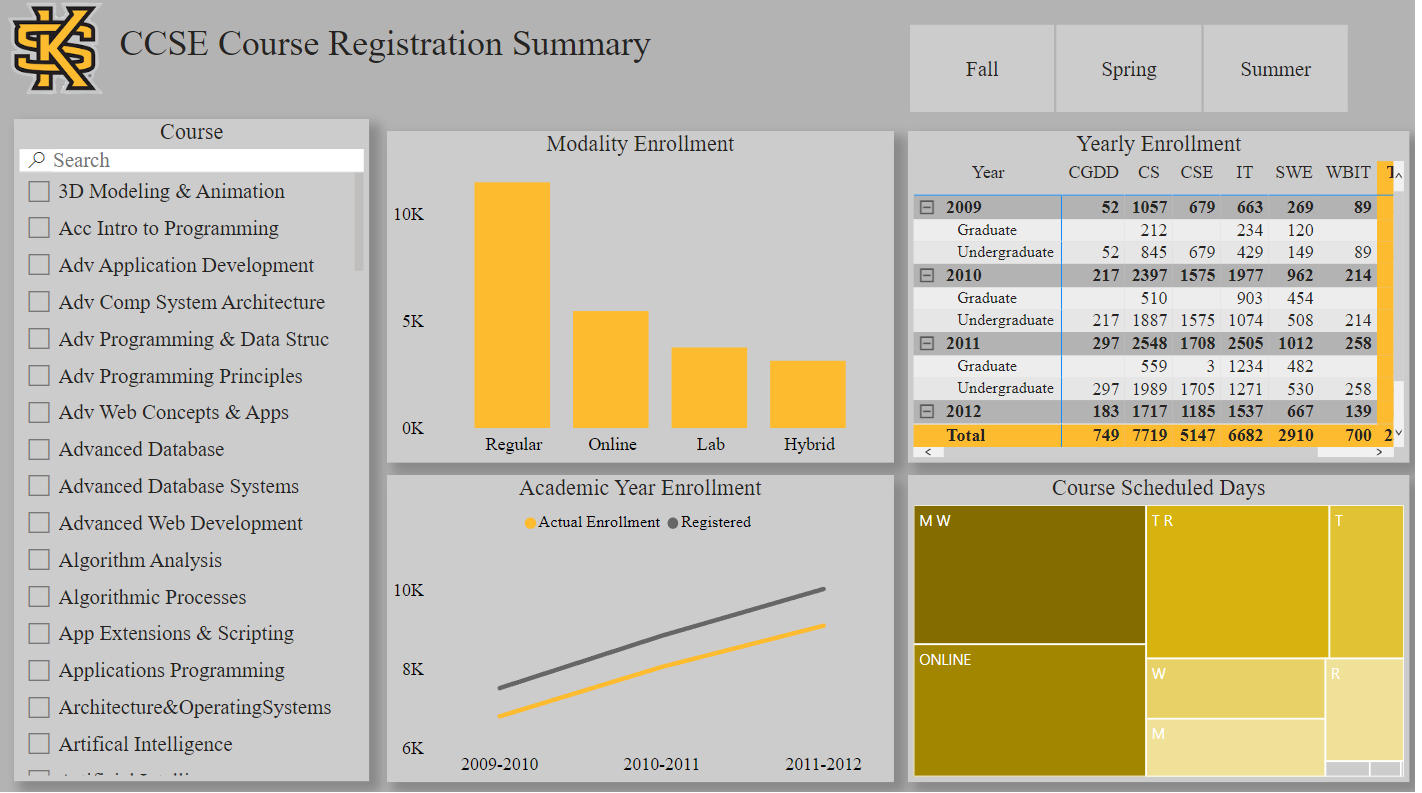 CCSE Course Registration Summary
Fall
Spring
Summer
Course
Search
3D Modeling & Animation
Acc Intro to Programming
Adv Application Development
Adv Comp System Architecture
Adv Programming & Data Struc
Adv Programming Principles
Adv Web Concepts & Apps
Advanced Database
Advanced Database Systems
Advanced Web Development
Algorithm Analysis
Algorithmic Processes
App Extensions & Scripting
Applications Programming
Architecture&OperatingSystems
Artifical Intelligence
Modality Enrollment
10K
5K
0K
Regular Online Lab Hybrid
Yearly Enrollment
Year CGDD CS CSE IT SWE WBIT
2009 52 1057 679 663 269 89
Graduate 212 234 120
Undergraduate 52 845 679 429 149 89
2010 217 2397 1575 1977 962 214
Graduate 510 903 454
Undergraduate 217 1887 1575 1074 508 214
2011 297 2548 1708 2505 1012 258
Graduate 559 3 1234 482
Undergraduate 297 1989 1705 1271 530 258
2012 183 1717 1185 1537 667 139
Total 749 7719 5147 6682 2910 700 2
Academic Year Enrollment
Actual Enrollment Registered
10K
8K
6K
2009-2010 2010-2011 2011-2012
Course Scheduled Days
M W
T R
T
ONLINE
W
R
M